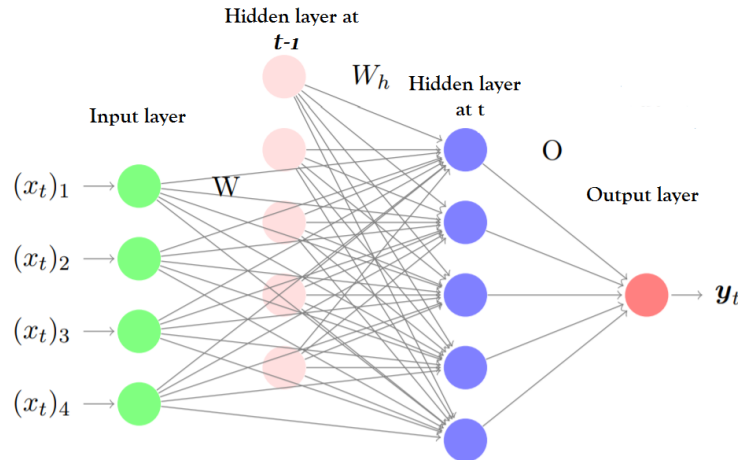 Hidden layer at
t-1
W_h
Hidden layer
at t
Input layer
O
(x_t)_1
W
Output layer
(x_t)_2
y_t
(x_t)_3
(x_t)_4